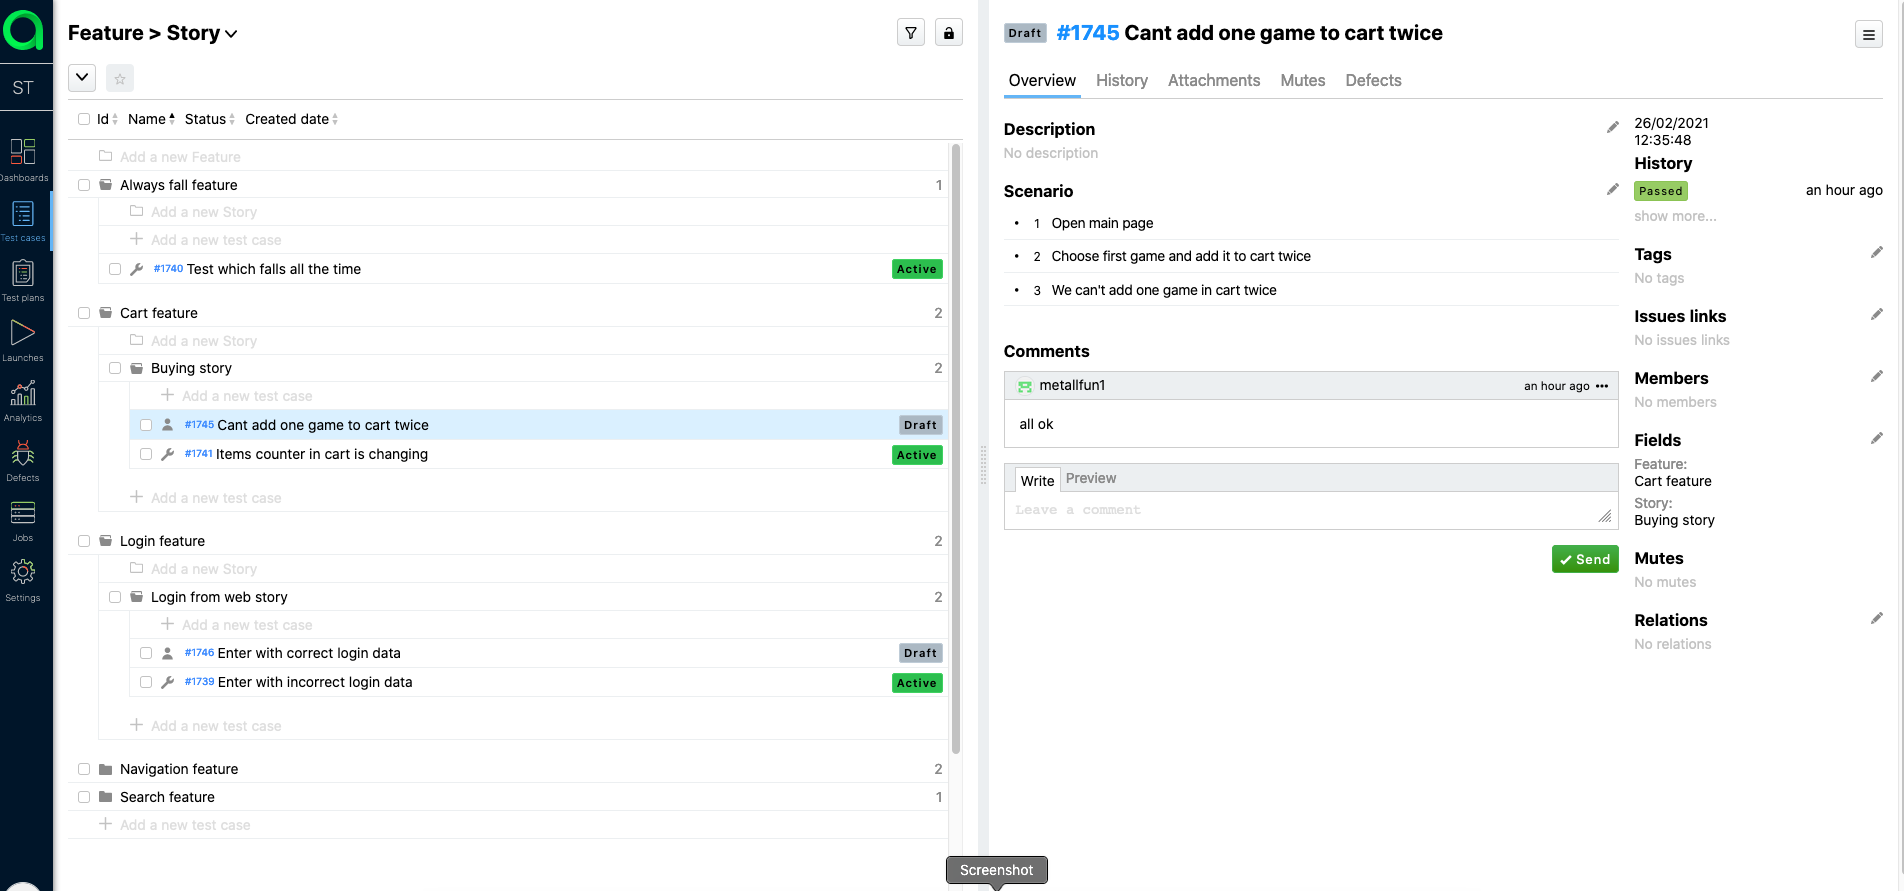 ST
Dashboards
Test cases
Test plans
Launches
Analytics
Defects
Jobs
Settings
Feature > Story
Id Name Status Created date
Add a new Feature
Always fall feature 1
Add a new Story
Add a new test case
#1740 Test which falls all the time Active
Cart feature 2
Add a new Story
Buying story 2
Add a new test case
#1745 Cant add one game to cart twice Draft
#1741 Items counter in cart is changing Active
Add a new test case
Login feature 2
Add a new Story
Login from web story 2
Add a new test case
#1746 Enter with correct login data Draft
#1739 Enter with incorrect login data Active
Add a new test case
Navigation feature 2
Search feature 1
Add a new test case
Draft #1745 Cant add one game to cart twice
Overview History Attachments Mutes Defects
Description
No description
Scenario
• 1 Open main page
• 2 Choose first game and add it to cart twice
• 3 We can't add one game in cart twice
Comments
metallfun1 an hour ago •••
all ok
Write Preview
Leave a comment
Send
26/02/2021
12:35:48
History
Passed an hour ago
show more...
Tags
No tags
Issues links
No issues links
Members
No members
Fields
Feature:
Cart feature
Story:
Buying story
Mutes
No mutes
Relations
No relations
Screenshot